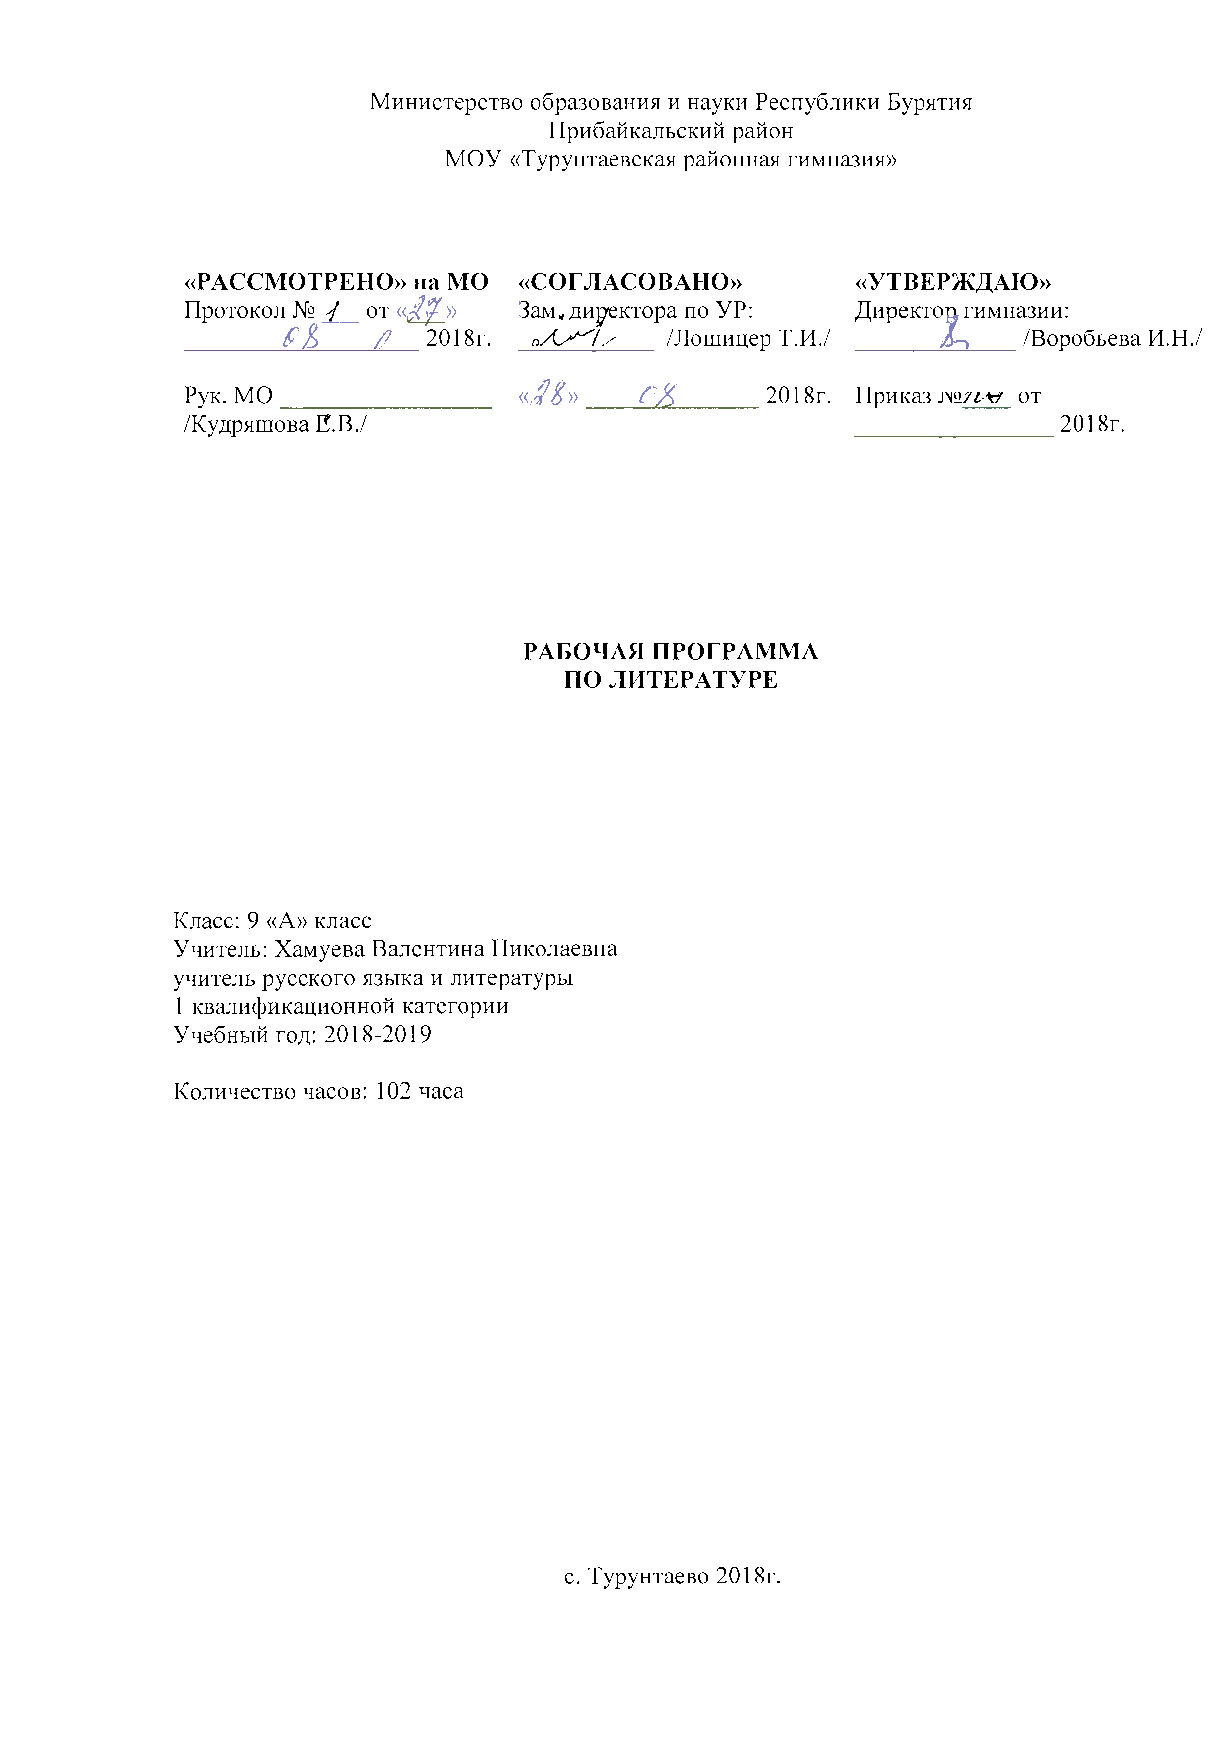 Министерство образования и науки Республики Бурятия
Прибайкальский район
МОУ «Турунтаевская районная гимназия»
«РАССМОТРЕНО» на МО
Протокол № 1 от «27»
08 2018г.
Рук. МО
/Кудряшова Е.В./
«СОГЛАСОВАНО»
Зам. директора по УР:
/Лошицер Т.И./
«28» 08 2018г.
«УТВЕРЖДАЮ»
Директор гимназии:
/Воробьева И.Н./
Приказ № от
2018г.
РАБОЧАЯ ПРОГРАММА
ПО ЛИТЕРАТУРЕ
Класс: 9 «А» класс
Учитель: Хамуева Валентина Николаевна
учитель русского языка и литературы
1 квалификационной категории
Учебный год: 2018-2019
Количество часов: 102 часа
с. Турунтаево 2018г.